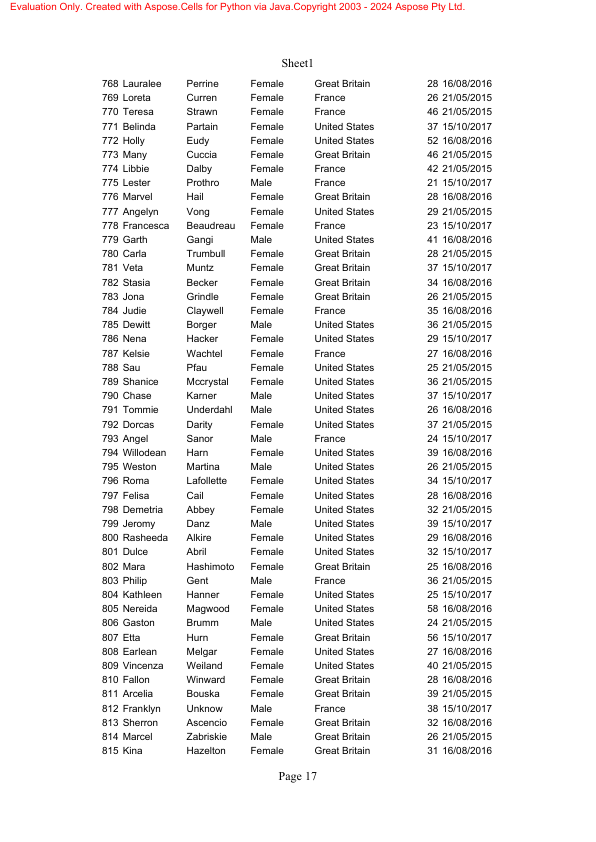 Evaluation Only. Created with Aspose.Cells for Python via Java.Copyright 2003 - 2024 Aspose Pty Ltd.
Sheet1
768 Lauralee Perrine Female Great Britain 28 16/08/2016
769 Loreta Curren Female France 26 21/05/2015
770 Teresa Strawn Female France 46 21/05/2015
771 Belinda Partain Female United States 37 15/10/2017
772 Holly Eudy Female United States 52 16/08/2016
773 Many Cuccia Female Great Britain 46 21/05/2015
774 Libbie Dalby Female France 42 21/05/2015
775 Lester Prothro Male France 21 15/10/2017
776 Marvel Hail Female Great Britain 28 16/08/2016
777 Angelyn Vong Female United States 29 21/05/2015
778 Francesca Beaudreau Female France 23 15/10/2017
779 Garth Gangi Male United States 41 16/08/2016
780 Carla Trumbull Female Great Britain 28 21/05/2015
781 Veta Muntz Female Great Britain 37 15/10/2017
782 Stasia Becker Female Great Britain 34 16/08/2016
783 Jona Grindle Female Great Britain 26 21/05/2015
784 Judie Claywell Female France 35 16/08/2016
785 Dewitt Borger Male United States 36 21/05/2015
786 Nena Hacker Female United States 29 15/10/2017
787 Kelsie Wachtel Female France 27 16/08/2016
788 Sau Pfau Female United States 25 21/05/2015
789 Shanice Mccrystal Female United States 36 21/05/2015
790 Chase Karner Male United States 37 15/10/2017
791 Tommie Underdahl Male United States 26 16/08/2016
792 Dorcas Darity Female United States 37 21/05/2015
793 Angel Sanor Male France 24 15/10/2017
794 Willodean Harn Female United States 39 16/08/2016
795 Weston Martina Male United States 26 21/05/2015
796 Roma Lafollette Female United States 34 15/10/2017
797 Felisa Cail Female United States 28 16/08/2016
798 Demetria Abbey Female United States 32 21/05/2015
799 Jeromy Danz Male United States 39 15/10/2017
800 Rasheeda Alkire Female United States 29 16/08/2016
801 Dulce Abril Female United States 32 15/10/2017
802 Mara Hashimoto Female Great Britain 25 16/08/2016
803 Philip Gent Male France 36 21/05/2015
804 Kathleen Hanner Female United States 25 15/10/2017
805 Nereida Magwood Female United States 58 16/08/2016
806 Gaston Brumm Male United States 24 21/05/2015
807 Etta Hurn Female Great Britain 56 15/10/2017
808 Earlean Melgar Female United States 27 16/08/2016
809 Vincenza Weiland Female United States 40 21/05/2015
810 Fallon Winward Female Great Britain 28 16/08/2016
811 Arcelia Bouska Female Great Britain 39 21/05/2015
812 Franklyn Unknow Male France 38 15/10/2017
813 Sherron Ascencio Female Great Britain 32 16/08/2016
814 Marcel Zabriskie Male Great Britain 26 21/05/2015
815 Kina Hazelton Female Great Britain 31 16/08/2016
Page 17